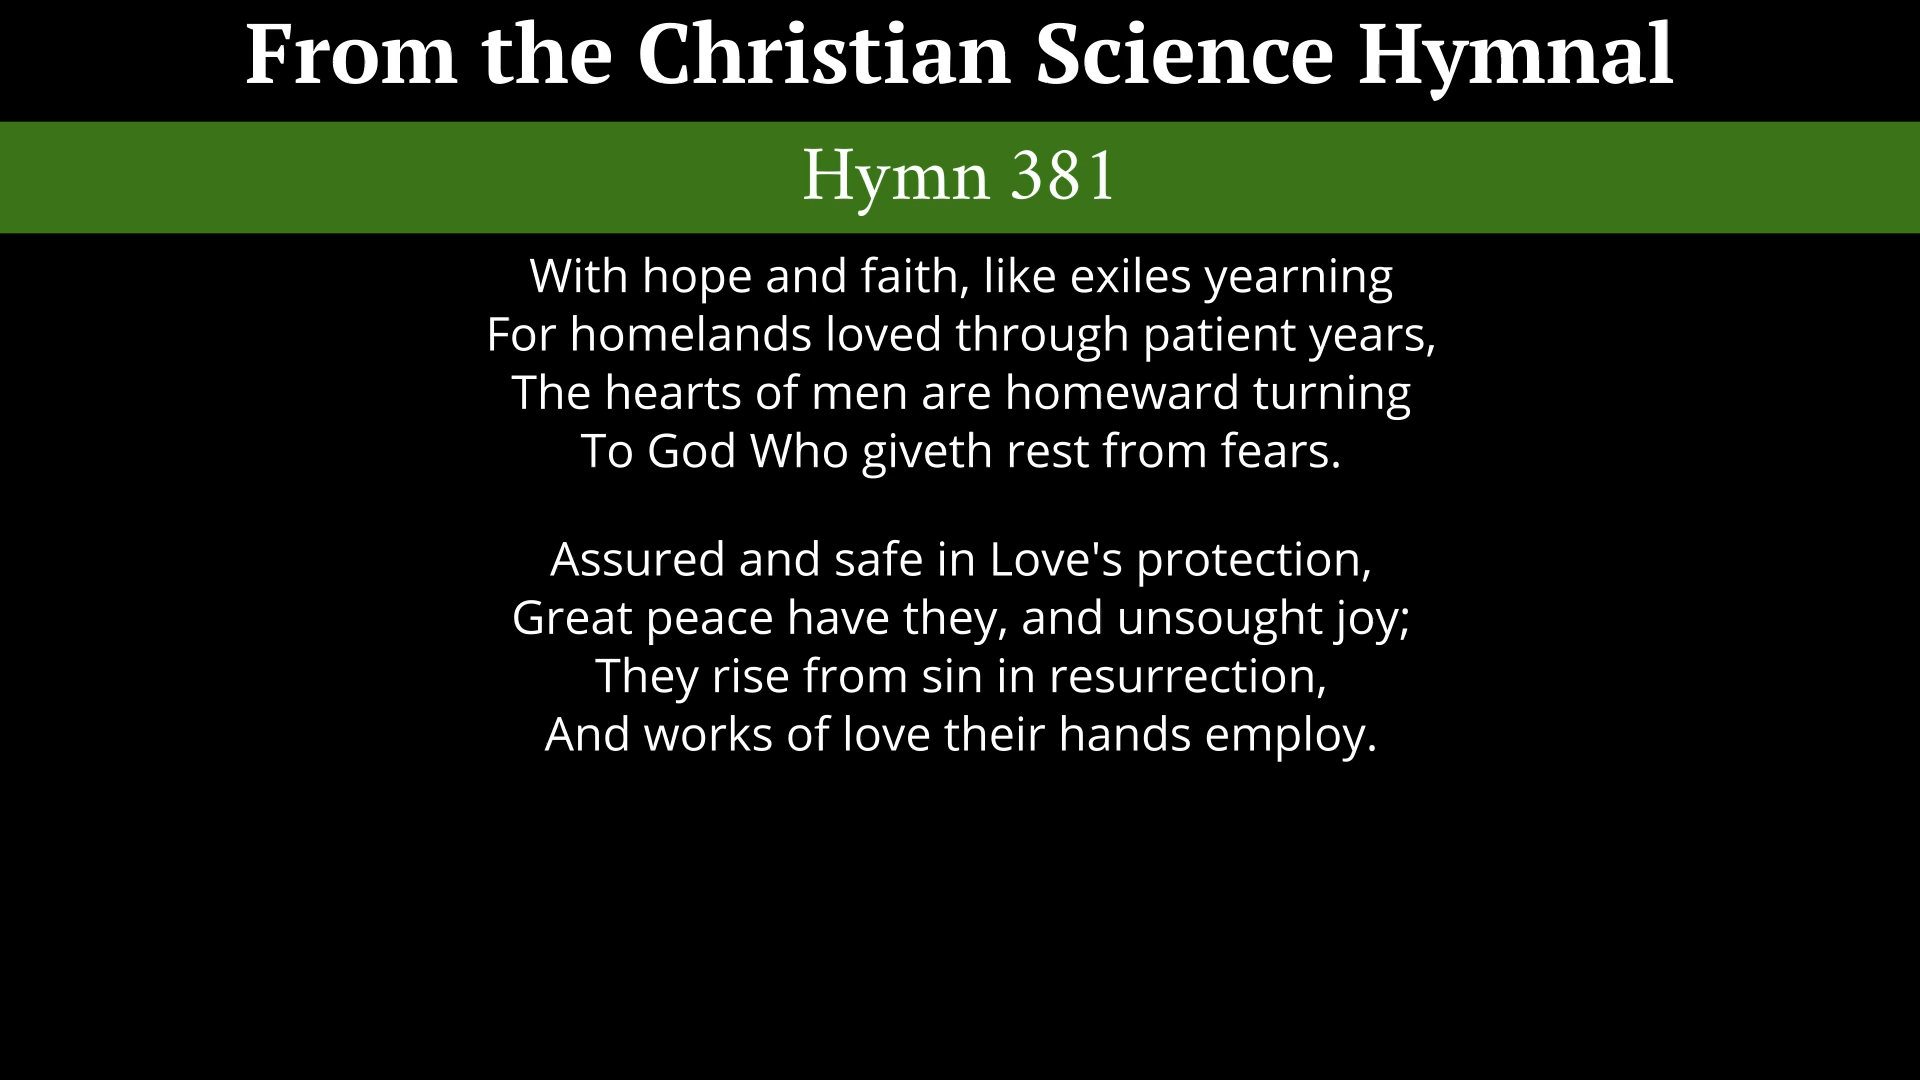 From the Christian Science Hymnal
Hymn 381
With hope and faith, like exiles yearning
For homelands loved through patient years,
The hearts of men are homeward turning
To God Who giveth rest from fears.
Assured and safe in Love's protection,
Great peace have they, and unsought joy;
They rise from sin in resurrection,
And works of love their hands employ.